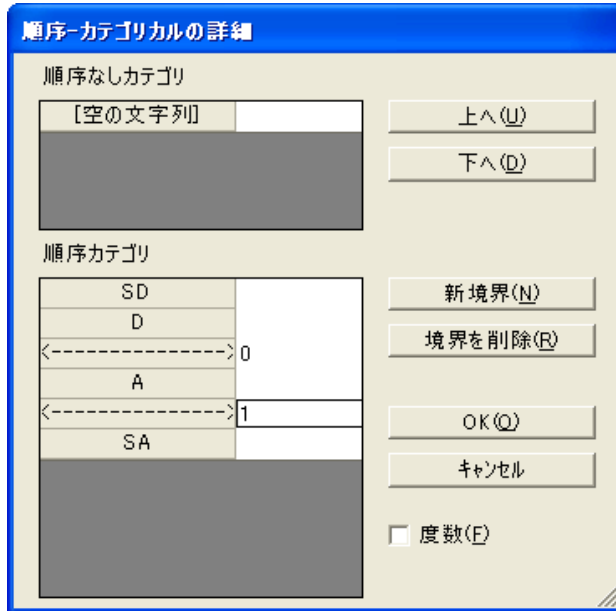 順序-カテゴリカルの詳細
順序なしカテゴリ
[空の文字列]
上へ(U)
下へ(D)
順序カテゴリ
SD
D
<--------------->0
A
<--------------->1
SA
新境界(N)
境界を削除(R)
OK(O)
キャンセル
度数(F)